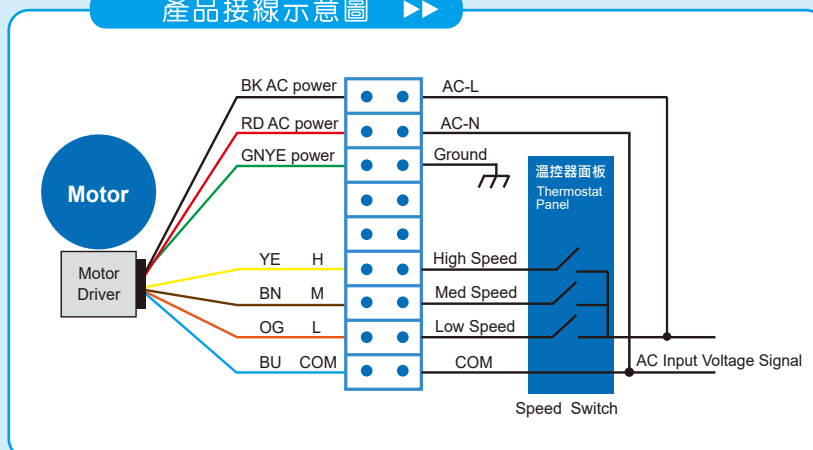 產品接線示意圖
BK AC power AC-L
RD AC power AC-N
GNYE power Ground
溫控器面板
Thermostat
Panel
Motor
Motor
Driver
YE H High Speed
BN M Med Speed
OG L Low Speed
BU COM COM
AC Input Voltage Signal
Speed Switch